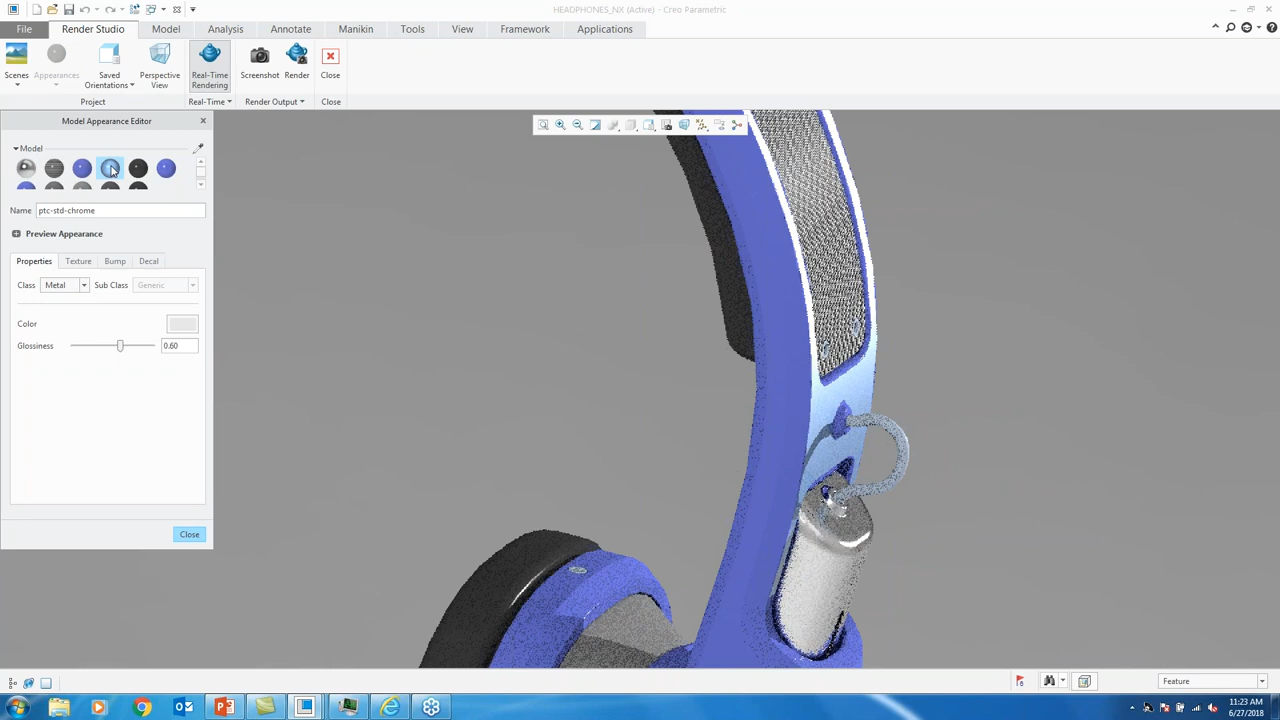 HEADPHONES_NX (Active) - Creo Parametric
File Render Studio Model Analysis Annotate Manikin Tools View Framework Applications
Scenes Appearances Saved Orientations Perspective View Real-Time Rendering Screenshot Render Close
Project Real-Time Render Output Close
Model Appearance Editor
Model
Name ptc-std-chrome
Preview Appearance
Properties Texture Bump Decal
Class Metal Sub Class Generic
Color
Glossiness 0.60
Close
6 Feature
11:23 AM
6/27/2018